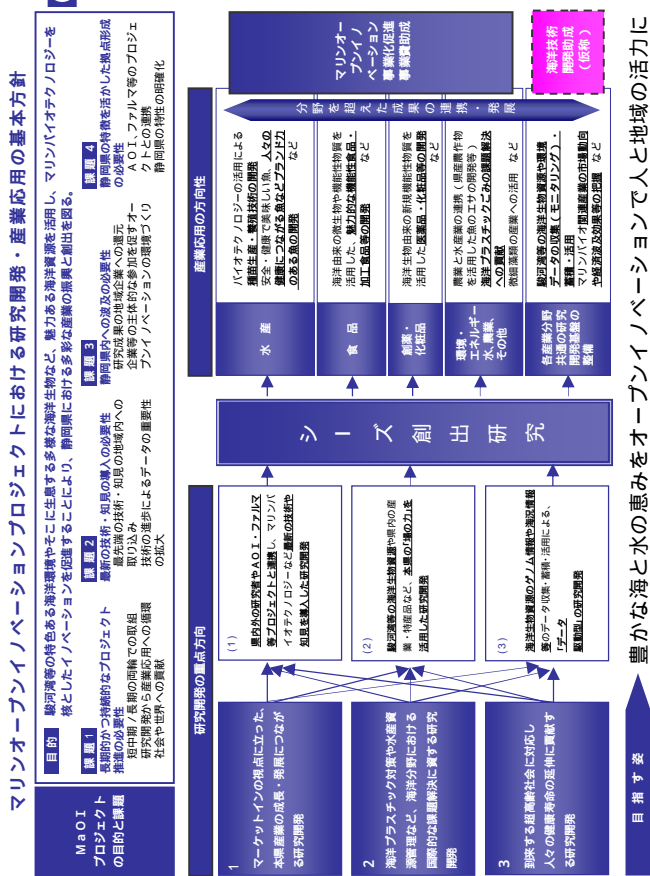 マリンオープンイノベーションプロジェクトにおける研究開発・産業応用の基本方針
ＭａＯＩ
プロジェクト
の目的と課題
目的
駿河湾等の特色ある海洋環境やそこに生息する多様な海洋生物など、魅力ある海洋資源を活用し、マリンバイオテクノロジーを
核としたイノベーションを促進することにより、静岡県における多彩な産業の振興と創出を図る。
課題 1
長期的かつ持続的なプロジェクト
推進の必要性
短中期／長期の両輪での取組
研究開発から産業応用への循環
社会や世界への貢献
課題 2
最新の技術・知見の導入の必要性
最先端の技術・知見の地域内への
取り込み
技術の進歩によるデータの重要性
の拡大
課題 3
静岡県内への波及の必要性
研究成果の地域企業への還元
企業等の主体的な参加を促すオー
プンイノベーションの環境づくり
課題 4
静岡県の特徴を活かした拠点形成
の必要性
ＡＯＩ、ファルマ等のプロジェ
クトとの連携
静岡県の特性の明確化
研究開発の重点方向
1
マーケットインの視点に立った、
本県産業の成長・発展につなが
る研究開発
2
海洋プラスチック対策や水産資
源管理など、海洋分野における
国際的な課題解決に資する研究
開発
3
到来する超高齢社会に対応し
人々の健康寿命の延伸に貢献す
る研究開発
（1）
県内外の研究者やＡＯＩ・ファルマ
等プロジェクトと連携し、マリンバ
イオテクノロジーなど最新の技術や
知見を導入した研究開発
（2）
駿河湾等の海洋生物資源や県内の産
業・特産品など、本県の「場の力」を
活用した研究開発
（3）
海洋生物資源のゲノム情報や海況情報
等のデータ収集・蓄積・活用による、
「データ
駆動型」の研究開発
シーズ創出研究
産業応用の方向性
水 産
バイオテクノロジーの活用による
種苗生産・養殖技術の開発
安全・健康で美味しい魚、人々の
健康につながる魚などブランド力
のある魚の開発 など
食 品
海洋由来の微生物や機能性物質を
活用した、魅力的な機能性食品・
加工食品等の開発 など
創薬・
化粧品
海洋生物由来の新規機能性物質を
活用した医薬品・化粧品等の開発
など
環境・
エネルギー
水、農業、
その他
農業と水産業の連携（県産農作物
を活用した魚のエサの開発等）
海洋プラスチックごみの課題解決
への貢献
微細藻類の産業への活用 など
各産業分野
共通の研究
開発基盤の
整備
駿河湾等の海洋生物資源や環境
データの収集（モニタリング）・
蓄積・活用
マリンバイオ関連産業の市場動向
や経済波及効果等の把握 など
分野を超えた成果の連携・発展
マリンオー
プンイノ
ベーション
事業化促進
事業費助成
海洋技術
開発助成
（仮称）
目指す姿
豊かな海と水の恵みをオープンイノベーションで人と地域の活力に